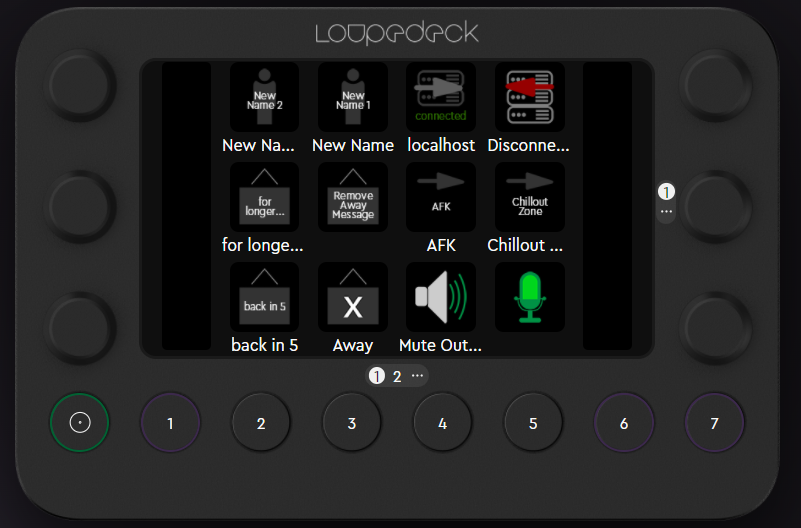 Loupedeck
New
Name 2
New
Name 1
connected
New Na...
New Name
localhost
Disconne...
for
longer...
Remove
Away
Message
AFK
Chillout
Zone
for longe...
AFK
Chillout ...
1
...
back in 5
X
back in 5
Away
Mute Out...
1 2 ...
1 2 3 4 5 6 7